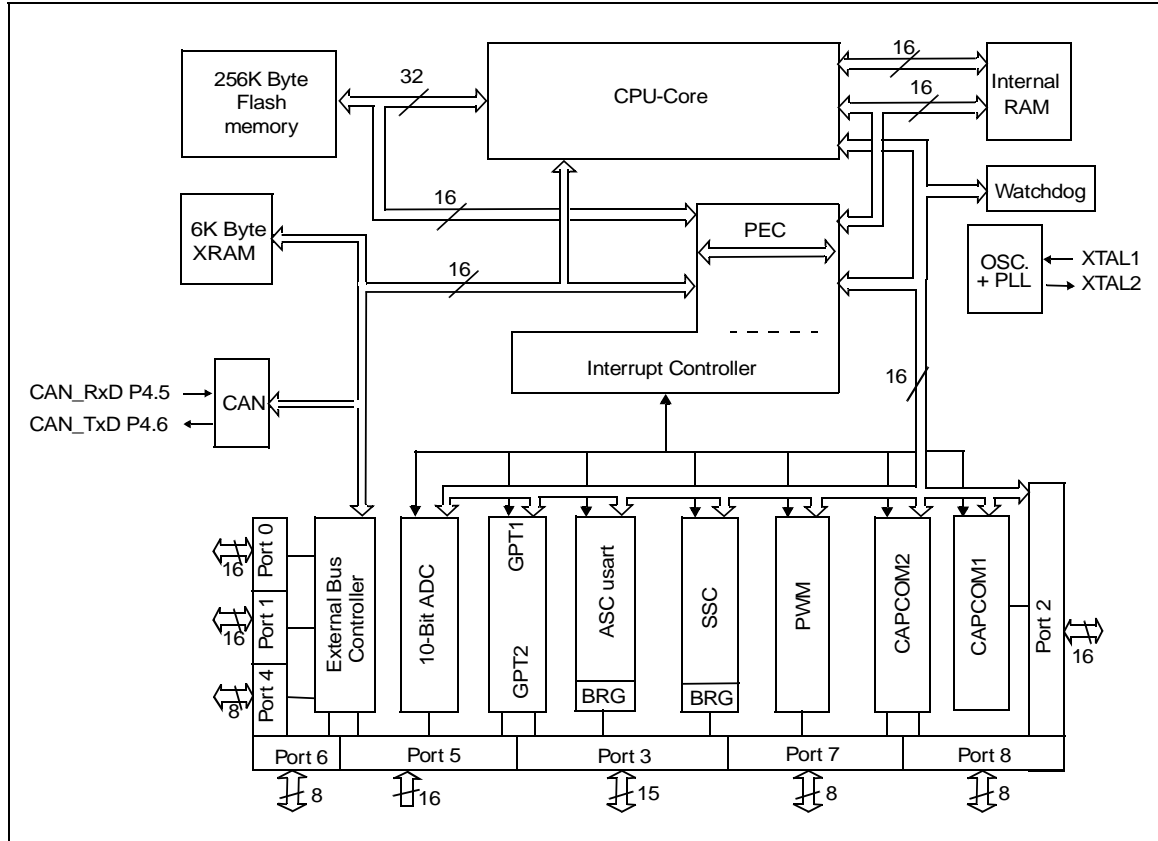 256K Byte
Flash
memory
32
CPU-Core
16
16
Internal
RAM
Watchdog
6K Byte
XRAM
16
PEC
16
OSC.
+ PLL
XTAL1
XTAL2
Interrupt Controller
16
CAN_RxD P4.5
CAN_TxD P4.6
CAN
Port 0
16
Port 1
16
Port 4
8
External Bus
Controller
10-Bit ADC
GPT1
GPT2
ASC usart
BRG
SSC
BRG
PWM
CAPCOM2
CAPCOM1
Port 2
16
Port 6
Port 5
Port 3
Port 7
Port 8
8
16
15
8
8